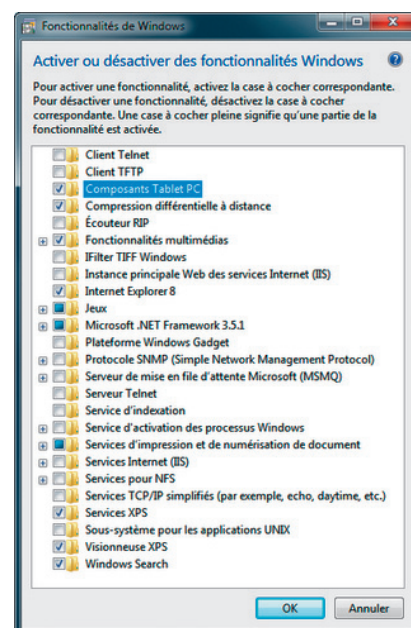 Fonctionnalités de Windows
Activer ou désactiver des fonctionnalités Windows
Pour activer une fonctionnalité, activez la case à cocher correspondante.
Pour désactiver une fonctionnalité, désactivez la case à cocher
correspondante. Une case à cocher pleine signifie qu'une partie de la
fonctionnalité est activée.
Client Telnet
Client TFTP
Composants Tablet PC
Compression différentielle à distance
Écouteur RIP
Fonctionnalités multimédias
IFilter TIFF Windows
Instance principale Web des services Internet (IIS)
Internet Explorer 8
Jeux
Microsoft .NET Framework 3.5.1
Plateforme Windows Gadget
Protocole SNMP (Simple Network Management Protocol)
Serveur de mise en file d'attente Microsoft (MSMQ)
Serveur Telnet
Service d'indexation
Service d'activation des processus Windows
Services d'impression et de numérisation de document
Services Internet (IIS)
Services pour NFS
Services TCP/IP simplifiés (par exemple, echo, daytime, etc.)
Services XPS
Sous-système pour les applications UNIX
Visionneuse XPS
Windows Search
OK Annuler